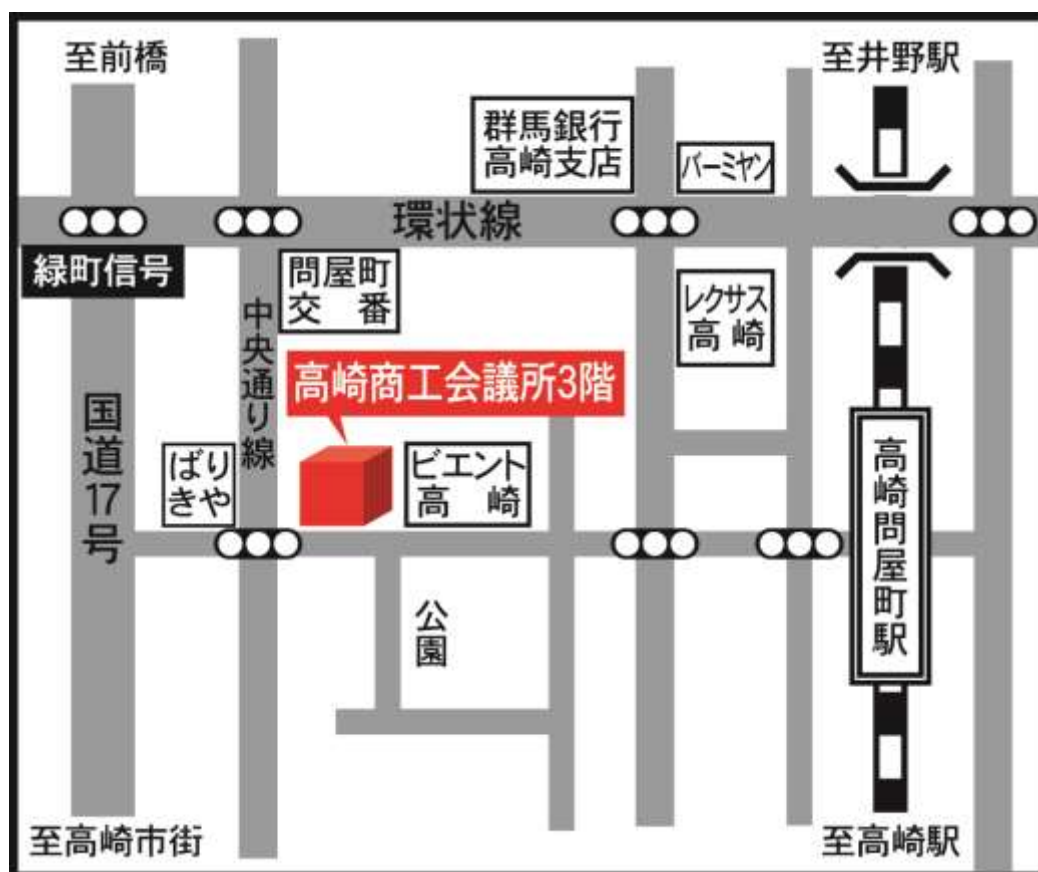 至前橋
至井野駅
群馬銀行
高崎支店
バーミヤン
環状線
緑町信号
問屋町
交番
レクサス
高崎
中央通り線
高崎商工会議所3階
国道17号
ばり
きや
ビエント
高崎
高崎問屋町駅
公園
至高崎市街
至高崎駅